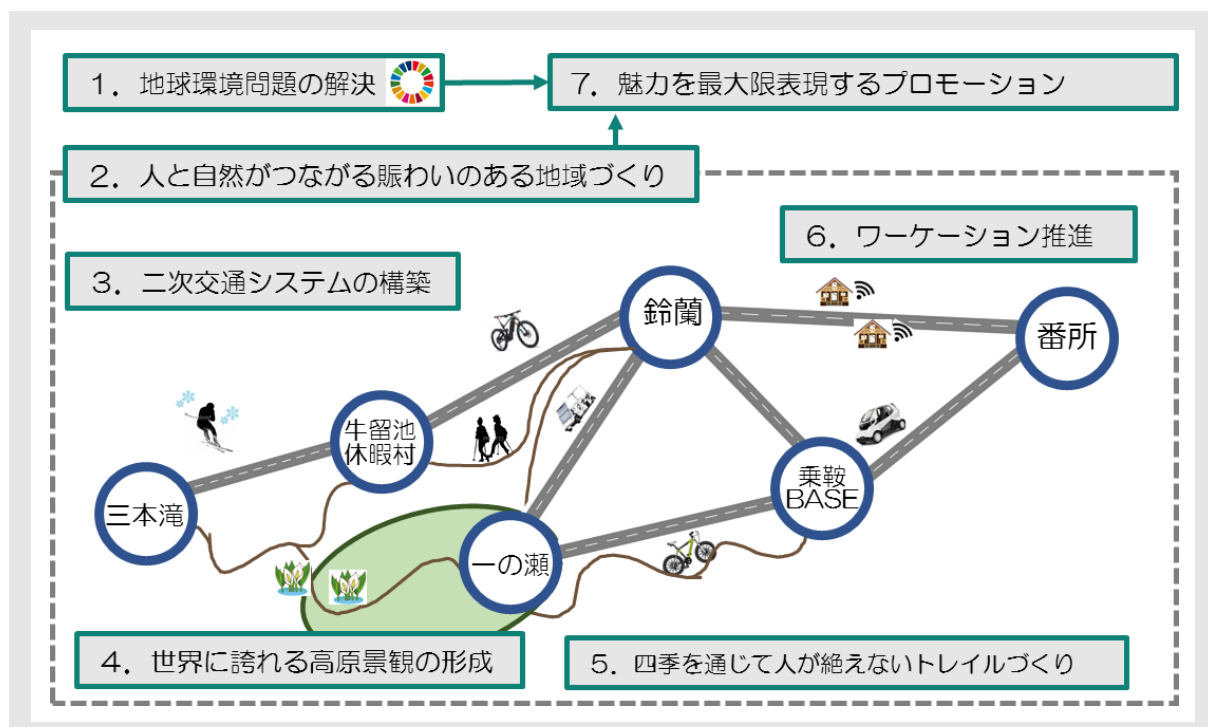 1. 地球環境問題の解決
7. 魅力を最大限表現するプロモーション
2. 人と自然がつながる賑わいのある地域づくり
6. ワーケーション推進
3. 二次交通システムの構築
鈴蘭
番所
牛留池
休暇村
乗鞍
BASE
三本滝
一の瀬
4. 世界に誇れる高原景観の形成
5. 四季を通じて人が絶えないトレイルづくり